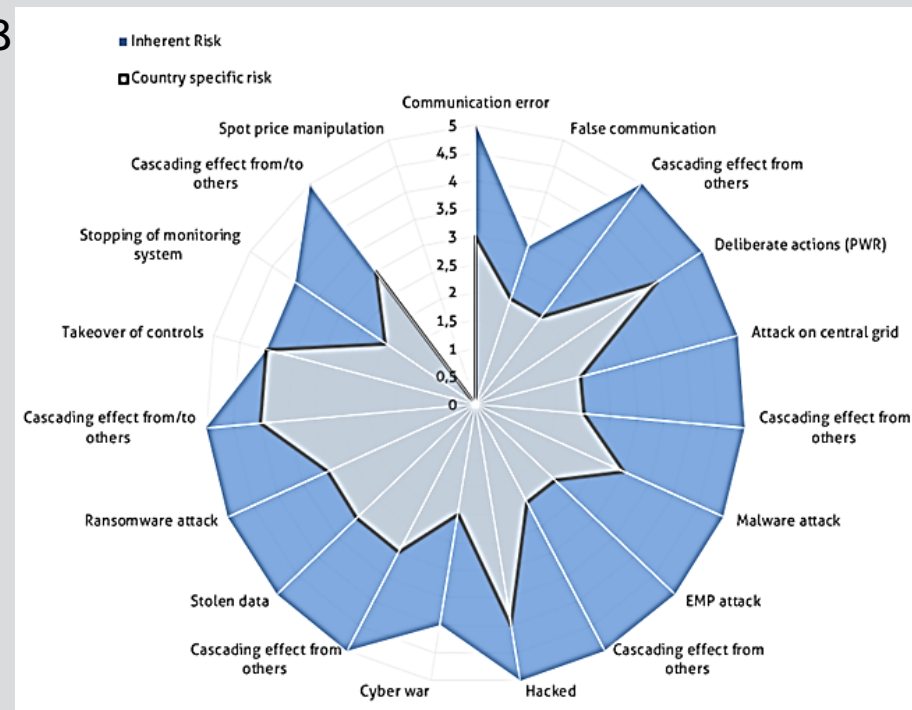 3
Inherent Risk
Country specific risk
Communication error
Spot price manipulation
False communication
Cascading effect from/to
others
Cascading effect from
others
Stopping of monitoring
system
Deliberate actions (PWR)
Takeover of controls
Attack on central grid
Cascading effect from/to
others
Cascading effect from
others
Ransomware attack
Malware attack
Stolen data
EMP attack
Cascading effect from
others
Cascading effect from
others
Cyber war
Hacked
5
4,5
4
3,5
3
2,5
2
1,5
1
0,5
0